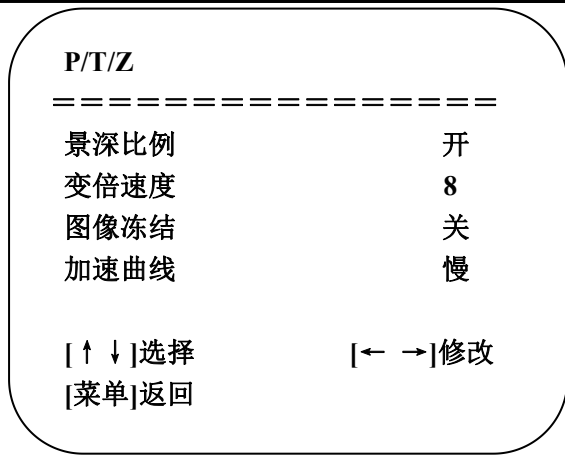 P/T/Z
================
景深比例 开
变倍速度 8
图像冻结 关
加速曲线 慢
[↑↓]选择 [← →]修改
[菜单]返回